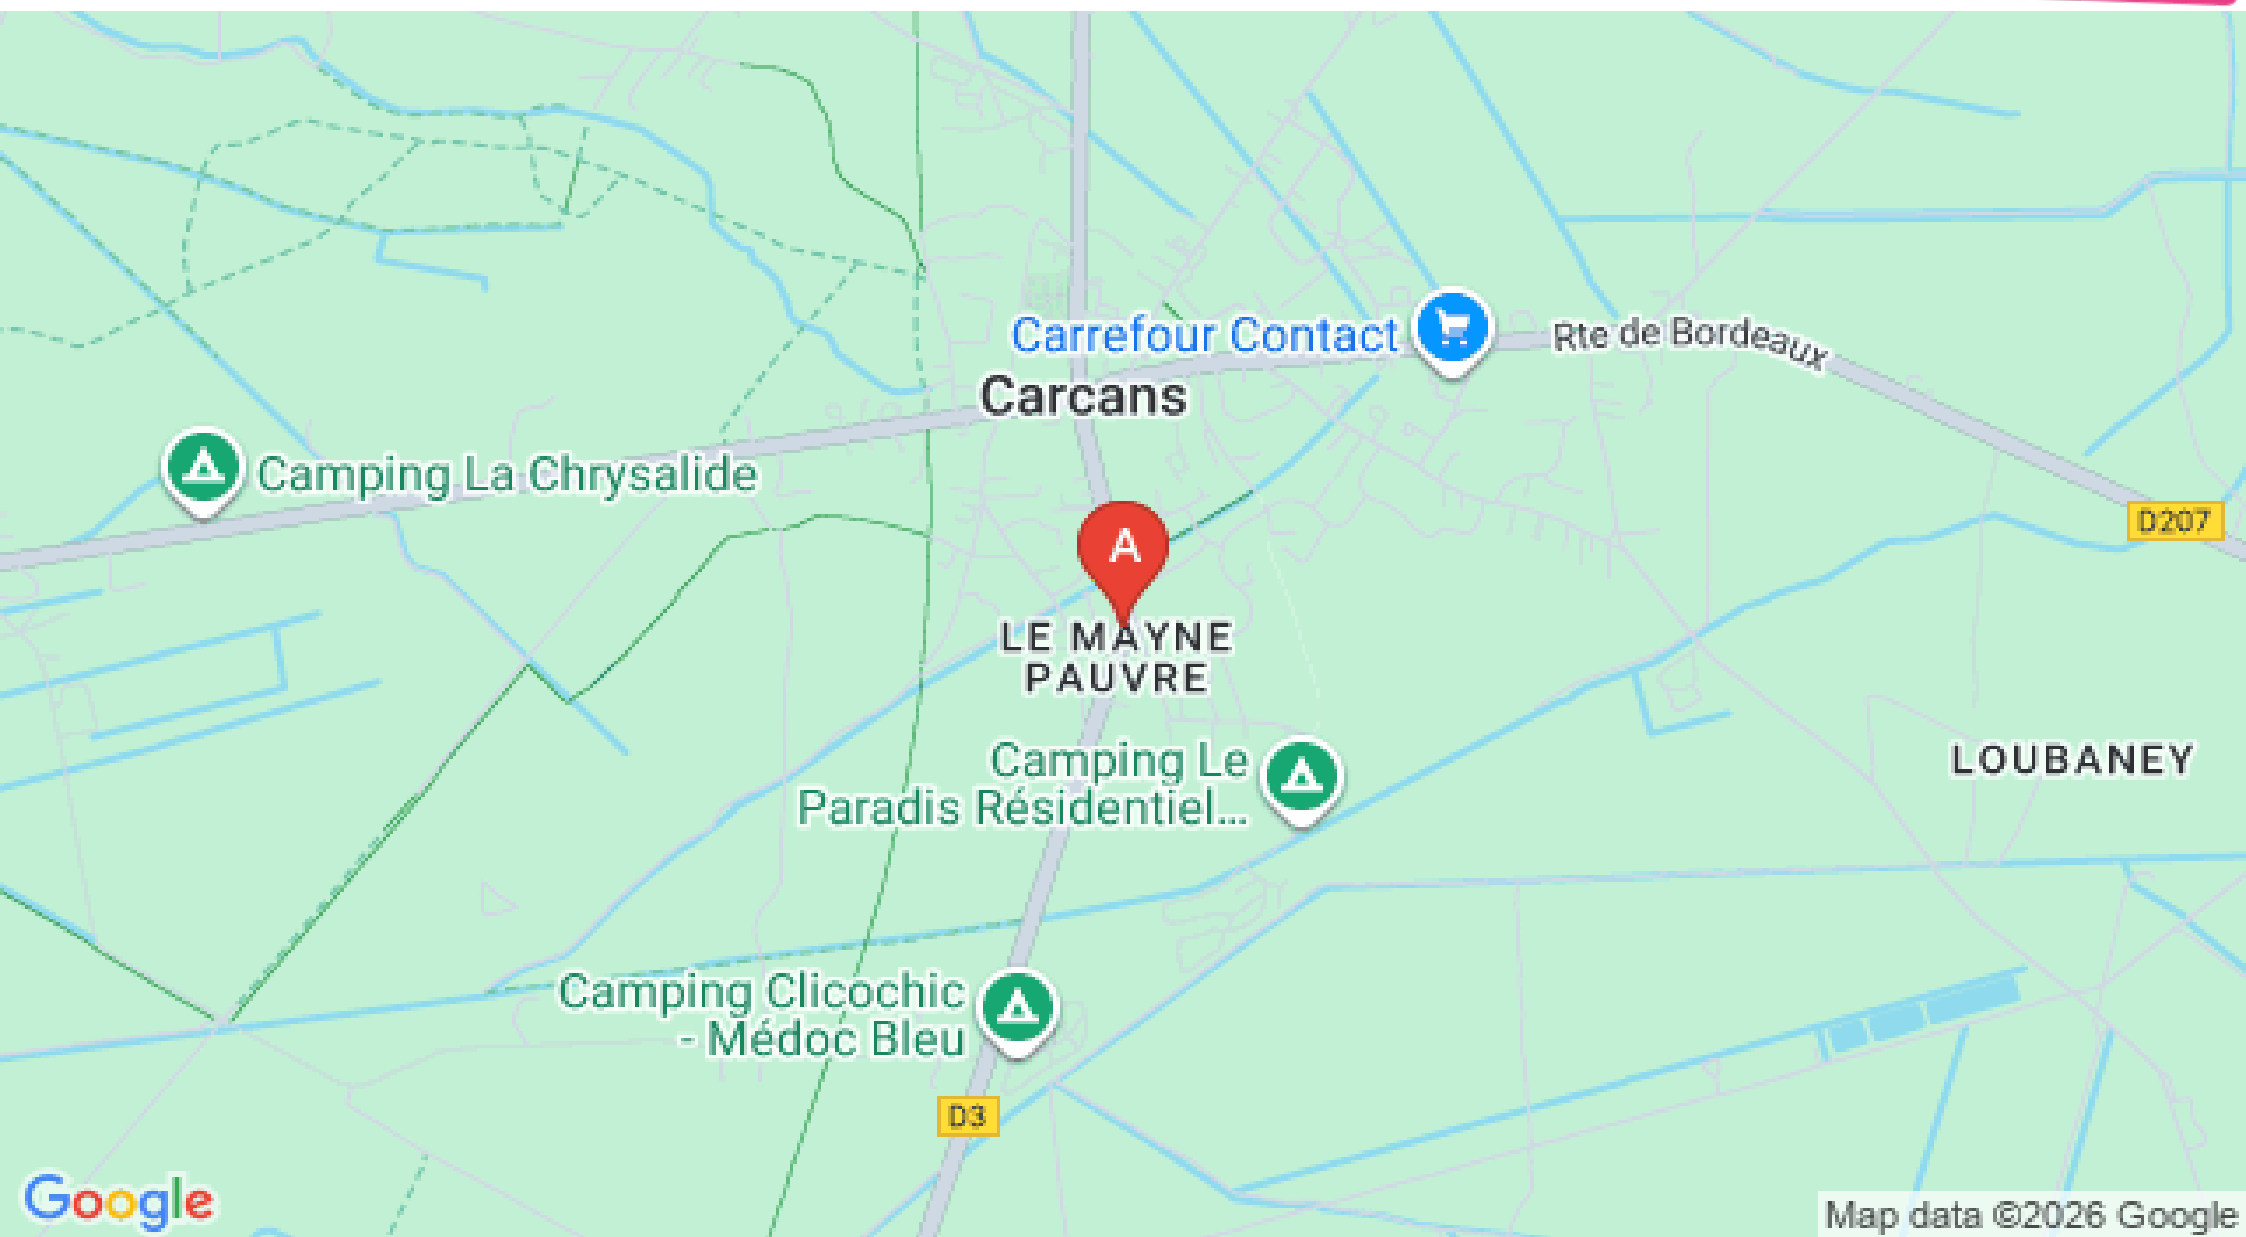 Carrefour Contact
Rte de Bordeaux
Carcans
Camping La Chrysalide
D207
A
LE MAYNE
PAUVRE
Camping Le
Paradis Résidentiel...
LOUBANEY
Camping Clicochic
- Médoc Bleu
D3
Google
Map data ©2026 Google